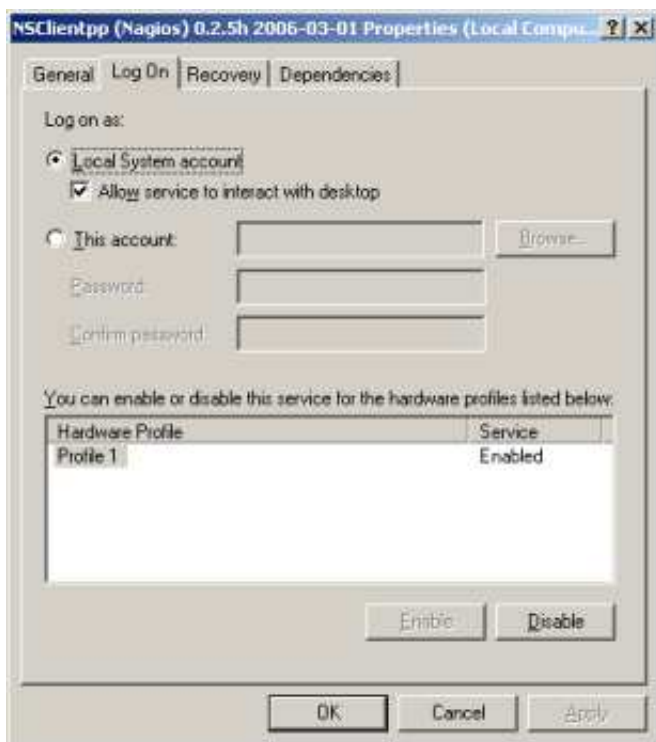 NSClientpp (Nagios) 0.2.5h 2006-03-01 Properties (Local Compu...
General Log On Recovery Dependencies
Log on as:
Local System account
Allow service to interact with desktop
This account: Browse...
Password:
Confirm password:
You can enable or disable this service for the hardware profiles listed below:
Hardware Profile Service
Profile 1 Enabled
Enable Disable
OK Cancel Apply